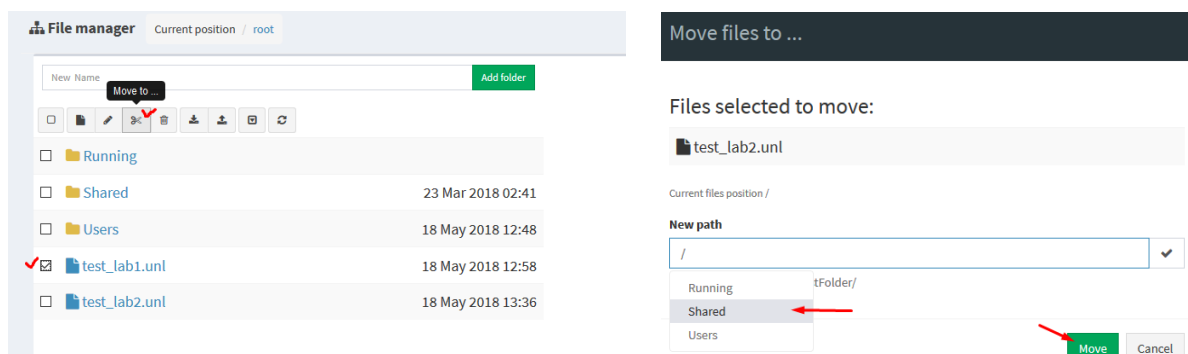 File manager Current position / root
New Name Add folder
Move to ...
Running
Shared 23 Mar 2018 02:41
Users 18 May 2018 12:48
test_lab1.unl 18 May 2018 12:58
test_lab2.unl 18 May 2018 13:36
Move files to ...
Files selected to move:
test_lab2.unl
Current files position /
New path
/
tFolder/
Running
Shared
Users
Move Cancel